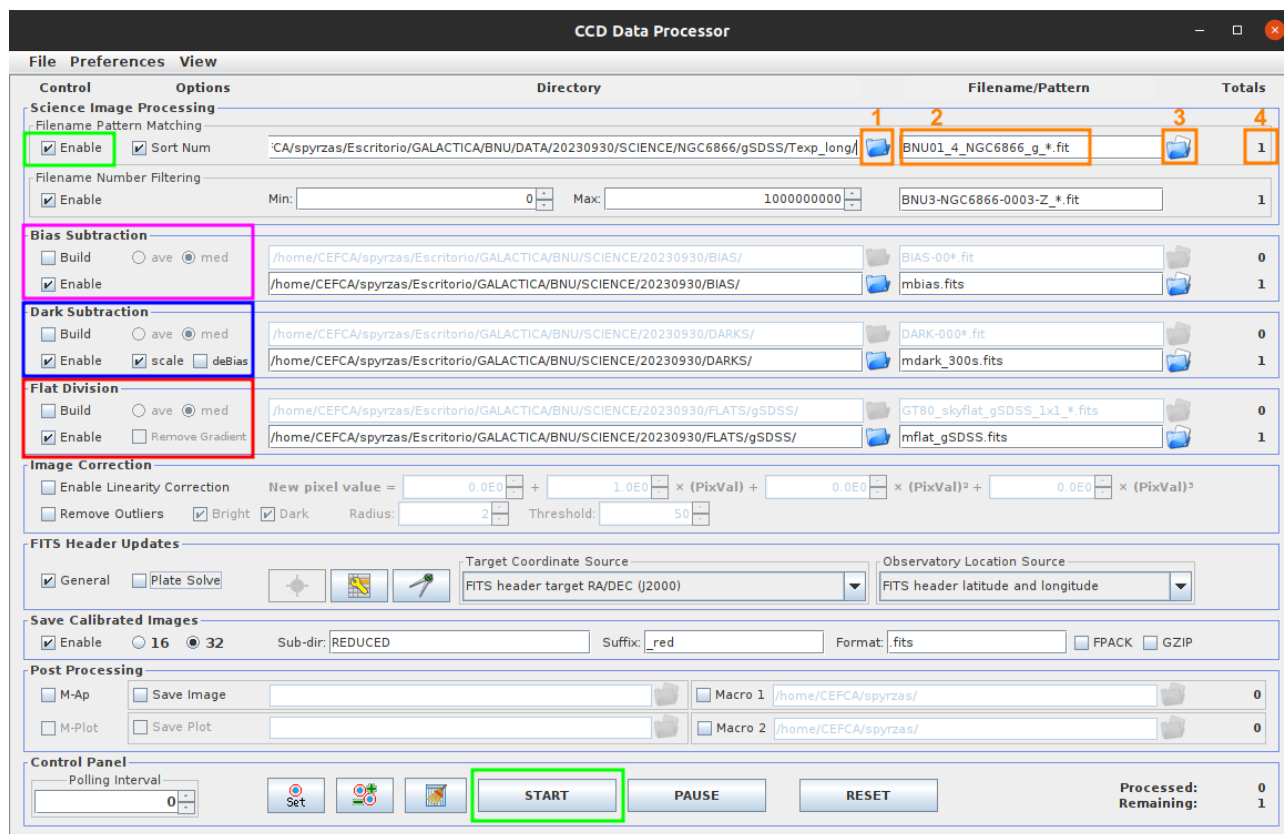 CCD Data Processor
File Preferences View
Control Options Directory Filename/Pattern Totals
Science Image Processing
Filename Pattern Matching
1 2 3 4
Enable Sort Num CA/spyrzas/Escritorio/GALACTICA/BNU/DATA/20230930/SCIENCE/NGC6866/gSDSS/Texp_long/ BNU01_4_NGC6866_g_*.fit 1
Filename Number Filtering
Enable Min: 0 Max: 1000000000 BNU3-NGC6866-0003-Z_*.fit 1
Bias Subtraction
Build ave med /home/CEFCA/spyrzas/Escritorio/GALACTICA/BNU/SCIENCE/20230930/BIAS/ BIAS-00*.fit 0
Enable /home/CEFCA/spyrzas/Escritorio/GALACTICA/BNU/SCIENCE/20230930/BIAS/ mbias.fits 1
Dark Subtraction
Build ave med /home/CEFCA/spyrzas/Escritorio/GALACTICA/BNU/SCIENCE/20230930/DARKS/ DARK-000*.fit 0
Enable scale deBias /home/CEFCA/spyrzas/Escritorio/GALACTICA/BNU/SCIENCE/20230930/DARKS/ mdark_300s.fits 1
Flat Division
Build ave med /home/CEFCA/spyrzas/Escritorio/GALACTICA/BNU/SCIENCE/20230930/FLATS/gSDSS/ GT80_skyflat_gSDSS_1x1_*.fits 0
Enable Remove Gradient /home/CEFCA/spyrzas/Escritorio/GALACTICA/BNU/SCIENCE/20230930/FLATS/gSDSS/ mflat_gSDSS.fits 1
Image Correction
Enable Linearity Correction New pixel value = 0.0E0 + 1.0E0 × (PixVal) + 0.0E0 × (PixVal)² + 0.0E0 × (PixVal)³
Remove Outliers Bright Dark Radius: 2 Threshold: 50
FITS Header Updates
Target Coordinate Source Observatory Location Source
General Plate Solve FITS header target RA/DEC (J2000) FITS header latitude and longitude
Save Calibrated Images
Enable 16 32 Sub-dir: REDUCED Suffix: _red Format: .fits FPACK GZIP
Post Processing
M-Ap Save Image Macro 1 /home/CEFCA/spyrzas/ 0
M-Plot Save Plot Macro 2 /home/CEFCA/spyrzas/ 0
Control Panel
Polling Interval
0 Set START PAUSE RESET
Processed: 0
Remaining: 1